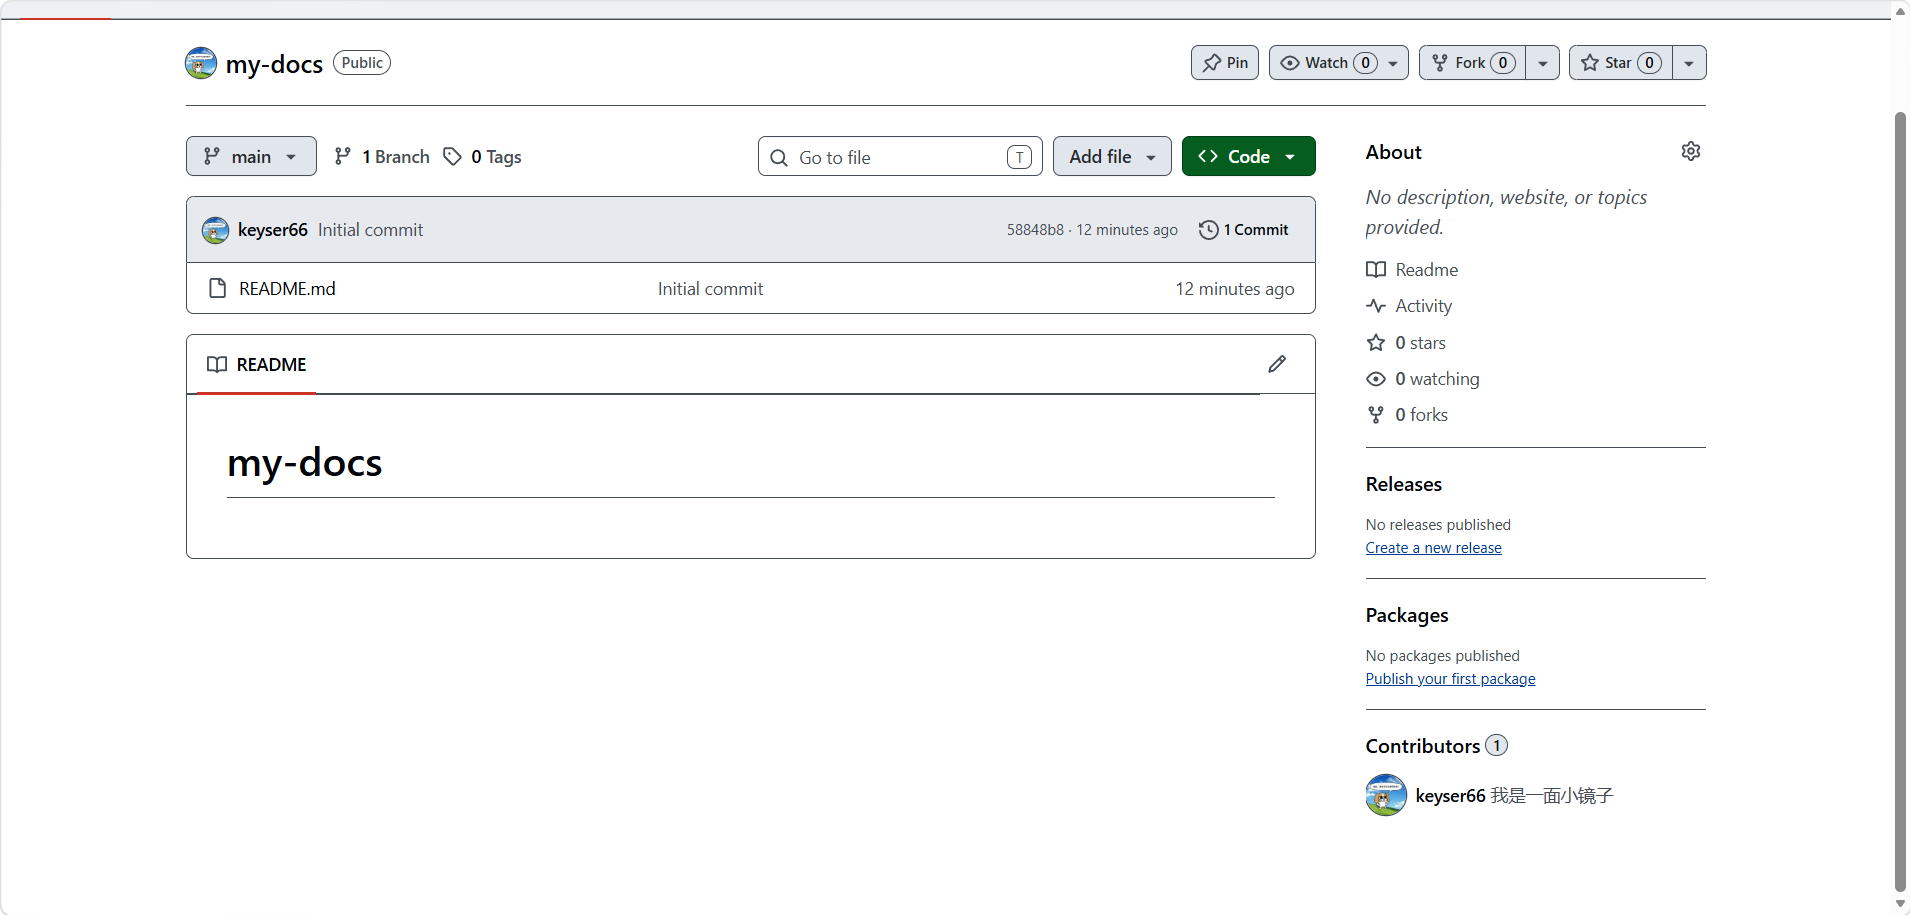 my-docs Public
Pin Watch 0 Fork 0 Star 0
main 1 Branch 0 Tags Go to file T Add file Code
keyser66 Initial commit 58848b8 · 12 minutes ago 1 Commit
README.md Initial commit 12 minutes ago
README
my-docs
About
No description, website, or topics
provided.
Readme
Activity
0 stars
0 watching
0 forks
Releases
No releases published
Create a new release
Packages
No packages published
Publish your first package
Contributors 1
keyser66 我是一面小镜子